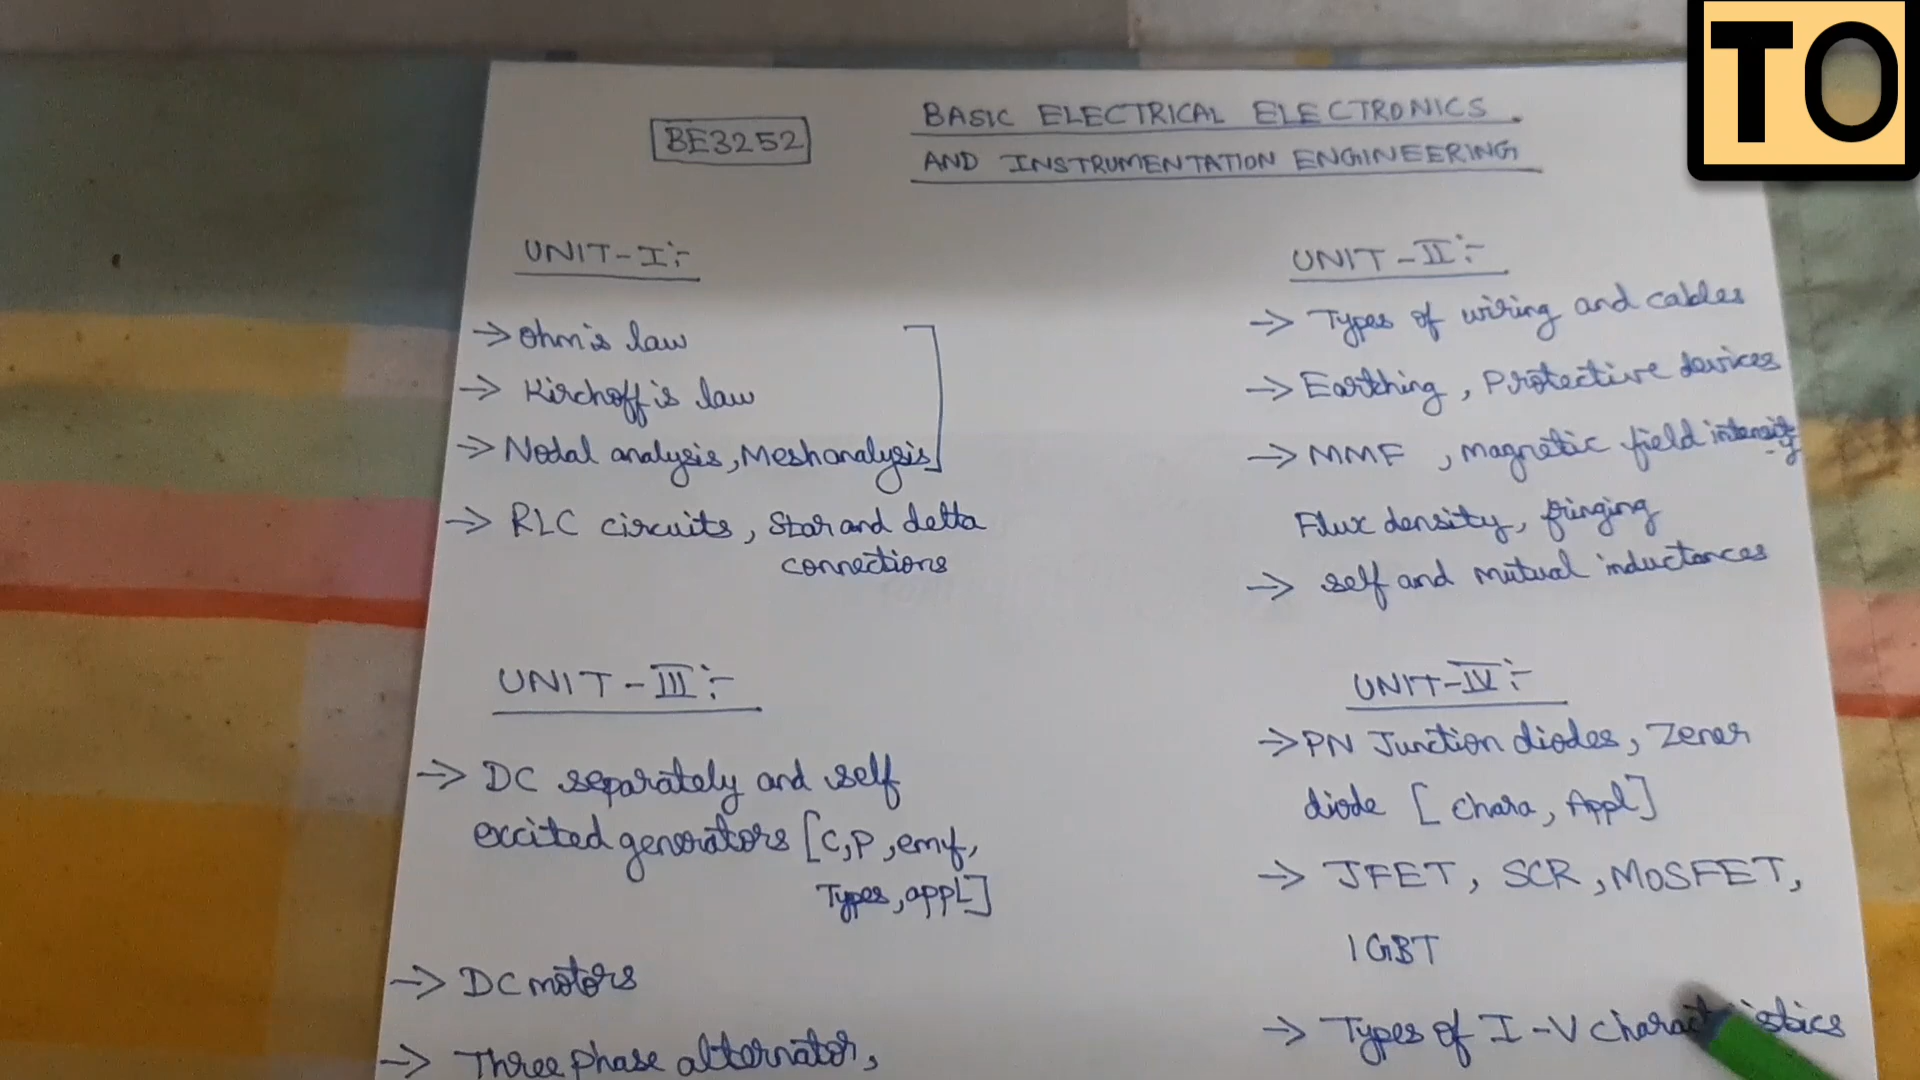 TO
BE3252
BASIC ELECTRICAL ELECTRONICS
AND INSTRUMENTATION ENGINEERING
UNIT-I:-
→ ohm's law
→ Kirchoff's law
→ Nodal analysis, Mesh analysis
→ RLC circuits, Star and delta
connections
UNIT-II:-
→ Types of wiring and cables
→ Earthing, Protective devices
→ MMF, magnetic field intensity
Flux density, fringing
→ self and mutual inductances
UNIT-III:-
→ DC separately and self
excited generators [C,P, emf,
Types, appl]
→ DC motors
→ Three phase alternator,
UNIT-IV:-
→ PN Junction diodes, Zener
diode [chara, Appl]
→ JFET, SCR, MOSFET,
IGBT
→ Types of I-V characteristics